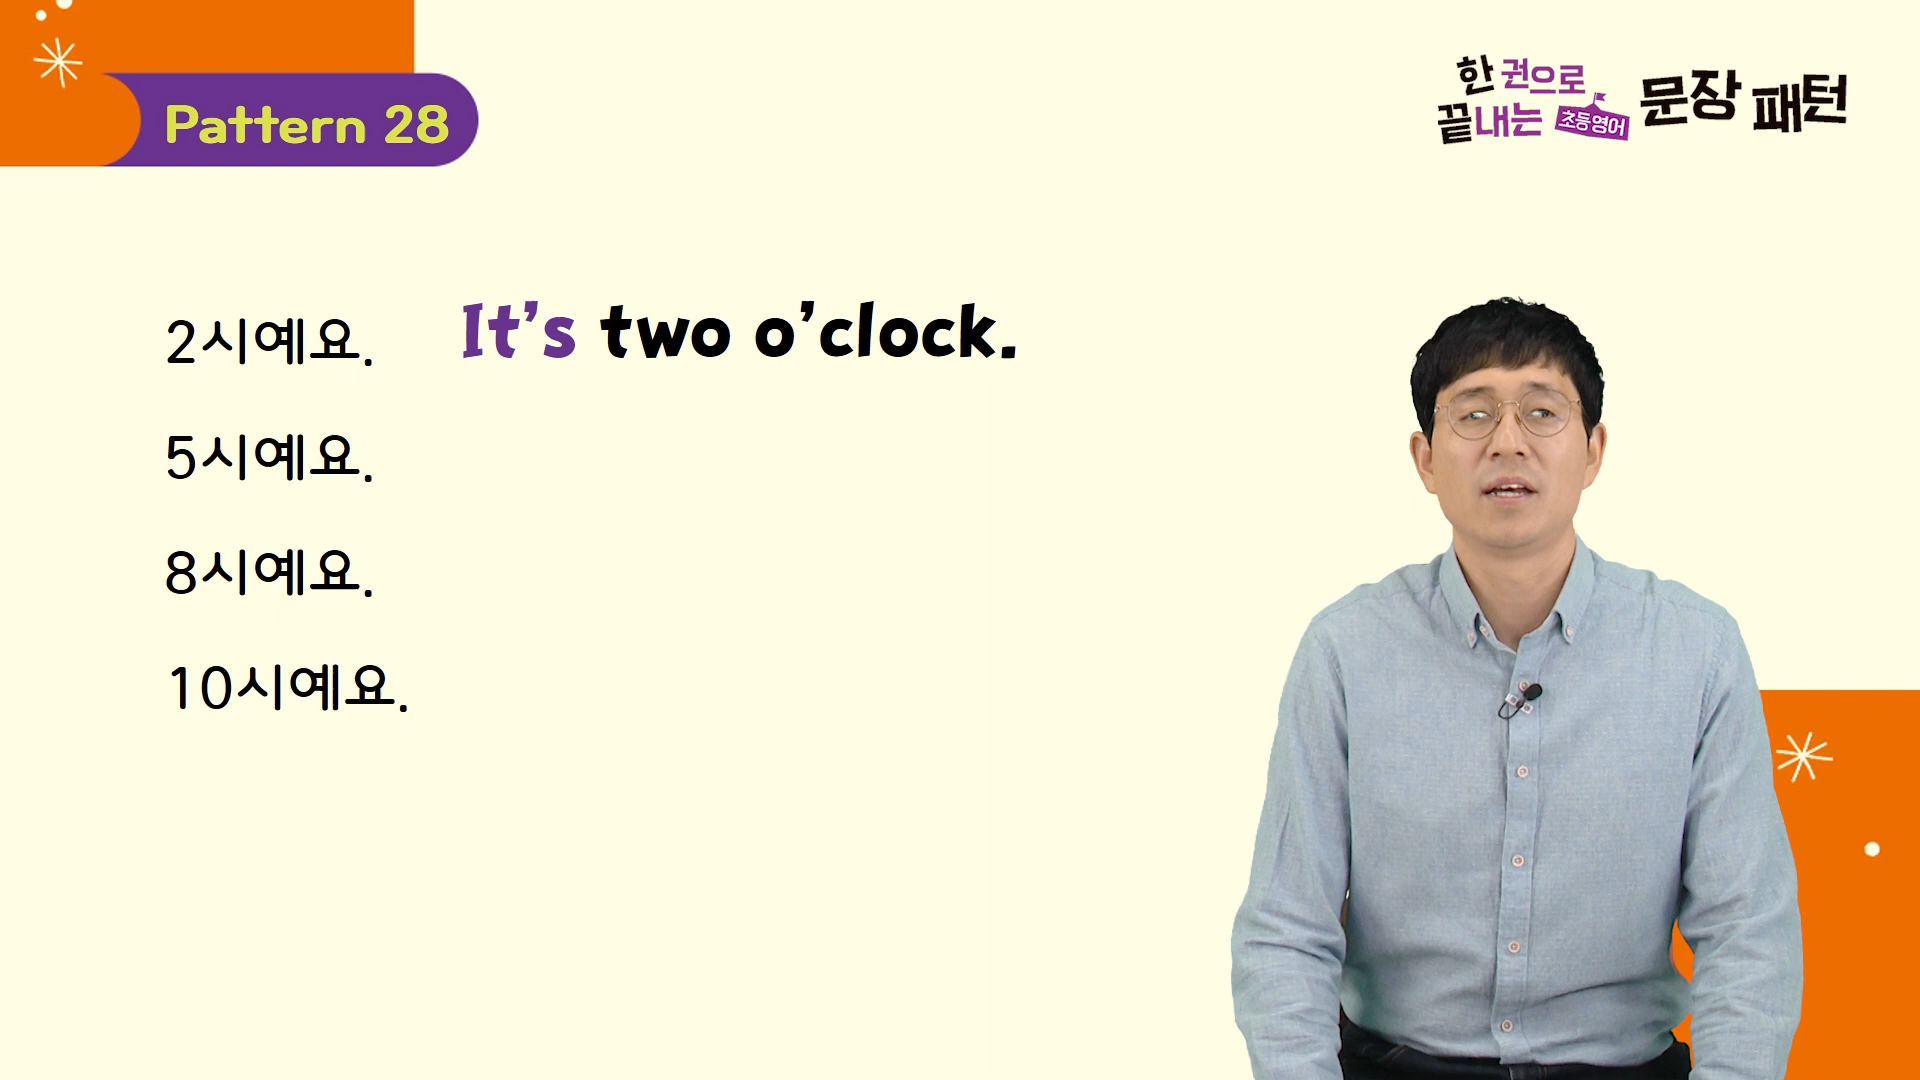 Pattern 28
한 권으로
끝내는 초등영어 문장 패턴
2시예요. It's two o'clock.
5시예요.
8시예요.
10시예요.